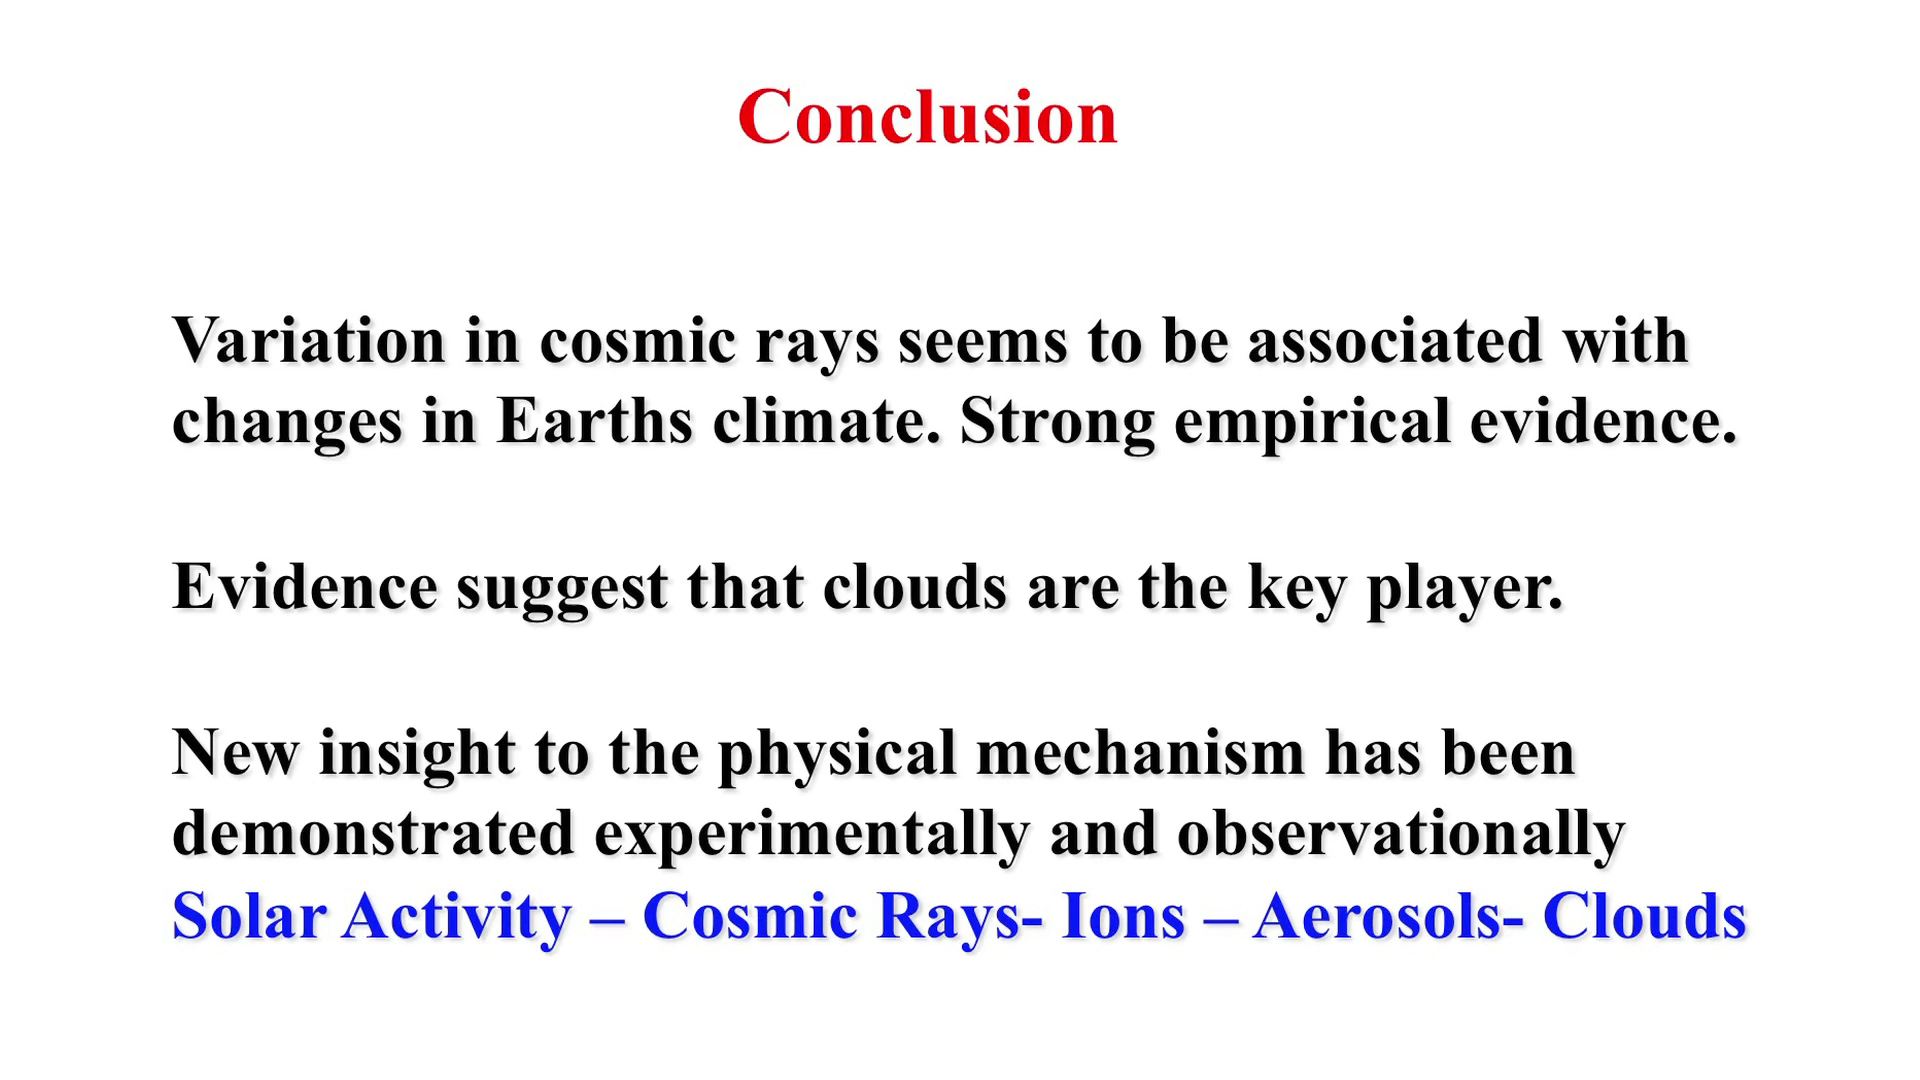 Conclusion
Variation in cosmic rays seems to be associated with
changes in Earths climate. Strong empirical evidence.
Evidence suggest that clouds are the key player.
New insight to the physical mechanism has been
demonstrated experimentally and observationally
Solar Activity – Cosmic Rays- Ions – Aerosols- Clouds